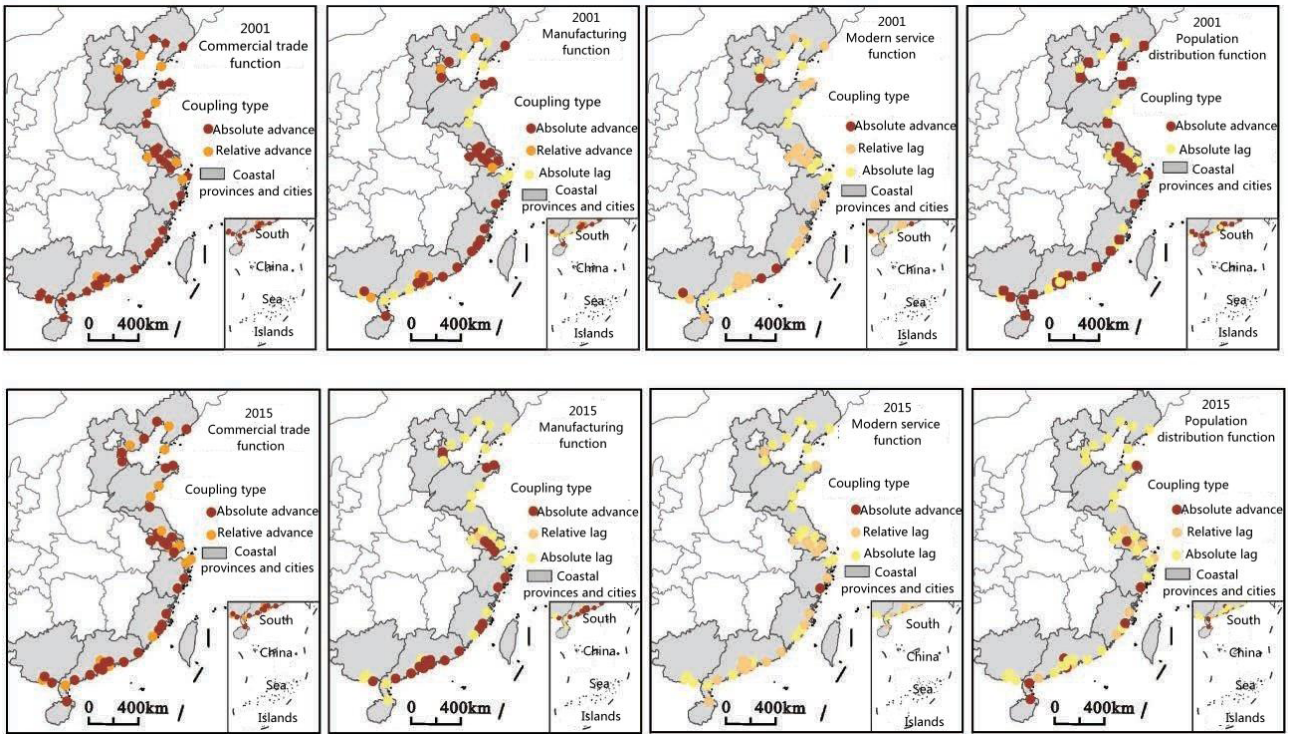 2001
Commercial trade
function
Coupling type
Absolute advance
Relative advance
Coastal
provinces and cities
South
China
Sea
Islands
0 400km
2001
Manufacturing
function
Coupling type
Absolute advance
Relative advance
Absolute lag
Coastal
provinces and cities
South
China
Sea
Islands
0 400km
2001
Modern service
function
Coupling type
Absolute advance
Relative lag
Absolute lag
Coastal
provinces and cities
South
China
Sea
Islands
0 400km
2001
Population
distribution function
Coupling type
Absolute advance
Absolute lag
Coastal
provinces and cities
South
China
Sea
Islands
0 400km
2015
Commercial trade
function
Coupling type
Absolute advance
Relative advance
Coastal
provinces and cities
South
China
Sea
Islands
0 400km
2015
Manufacturing
function
Coupling type
Absolute advance
Relative lag
Absolute lag
Coastal
provinces and cities
South
China
Sea
Islands
0 400km
2015
Modern service
function
Coupling type
Absolute advance
Relative lag
Absolute lag
Coastal
provinces and cities
South
China
Sea
Islands
0 400km
2015
Population
distribution function
Coupling type
Absolute advance
Relative lag
Absolute lag
Coastal
provinces and cities
South
China
Sea
Islands
0 400km